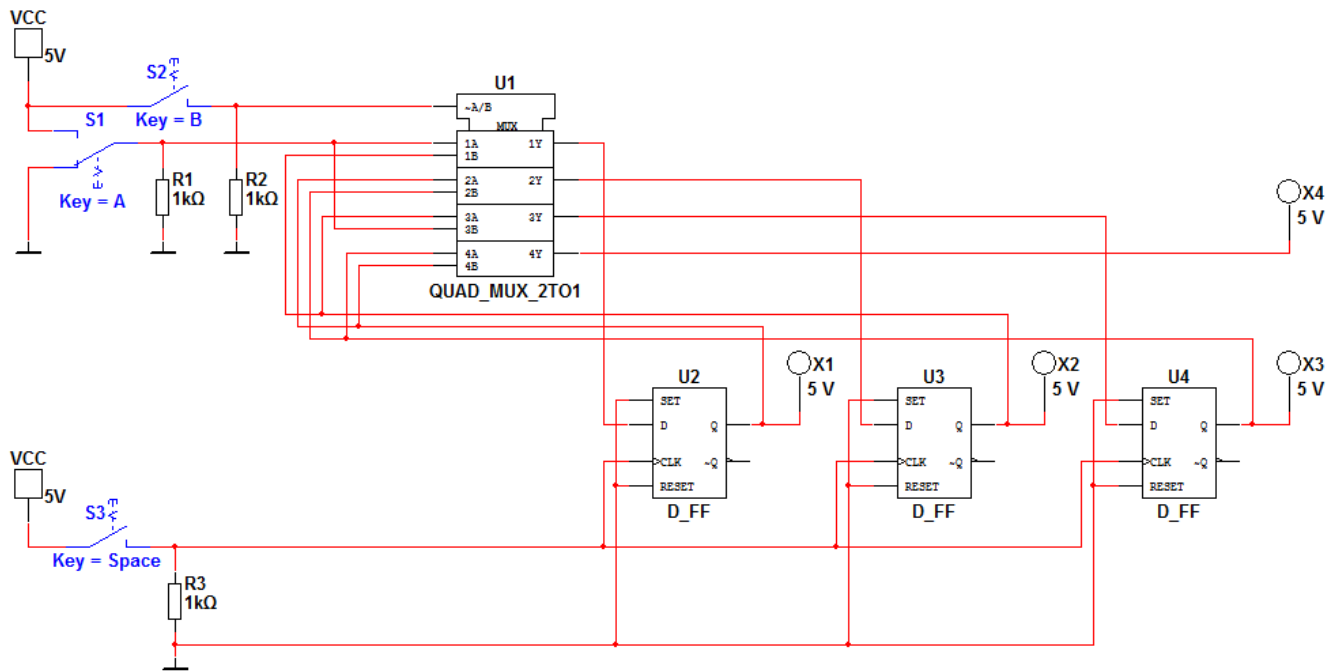 VCC
5V
S2
Key = B
S1
Key = A
R1
1kΩ
R2
1kΩ
U1
~A/B
MUX
1A
1B
1Y
2A
2B
2Y
3A
3B
3Y
4A
4B
4Y
QUAD_MUX_2TO1
X4
5 V
X1
5 V
X2
5 V
X3
5 V
U2
SET
D
Q
CLK
~Q
RESET
D_FF
U3
SET
D
Q
CLK
~Q
RESET
D_FF
U4
SET
D
Q
CLK
~Q
RESET
D_FF
VCC
5V
S3
Key = Space
R3
1kΩ